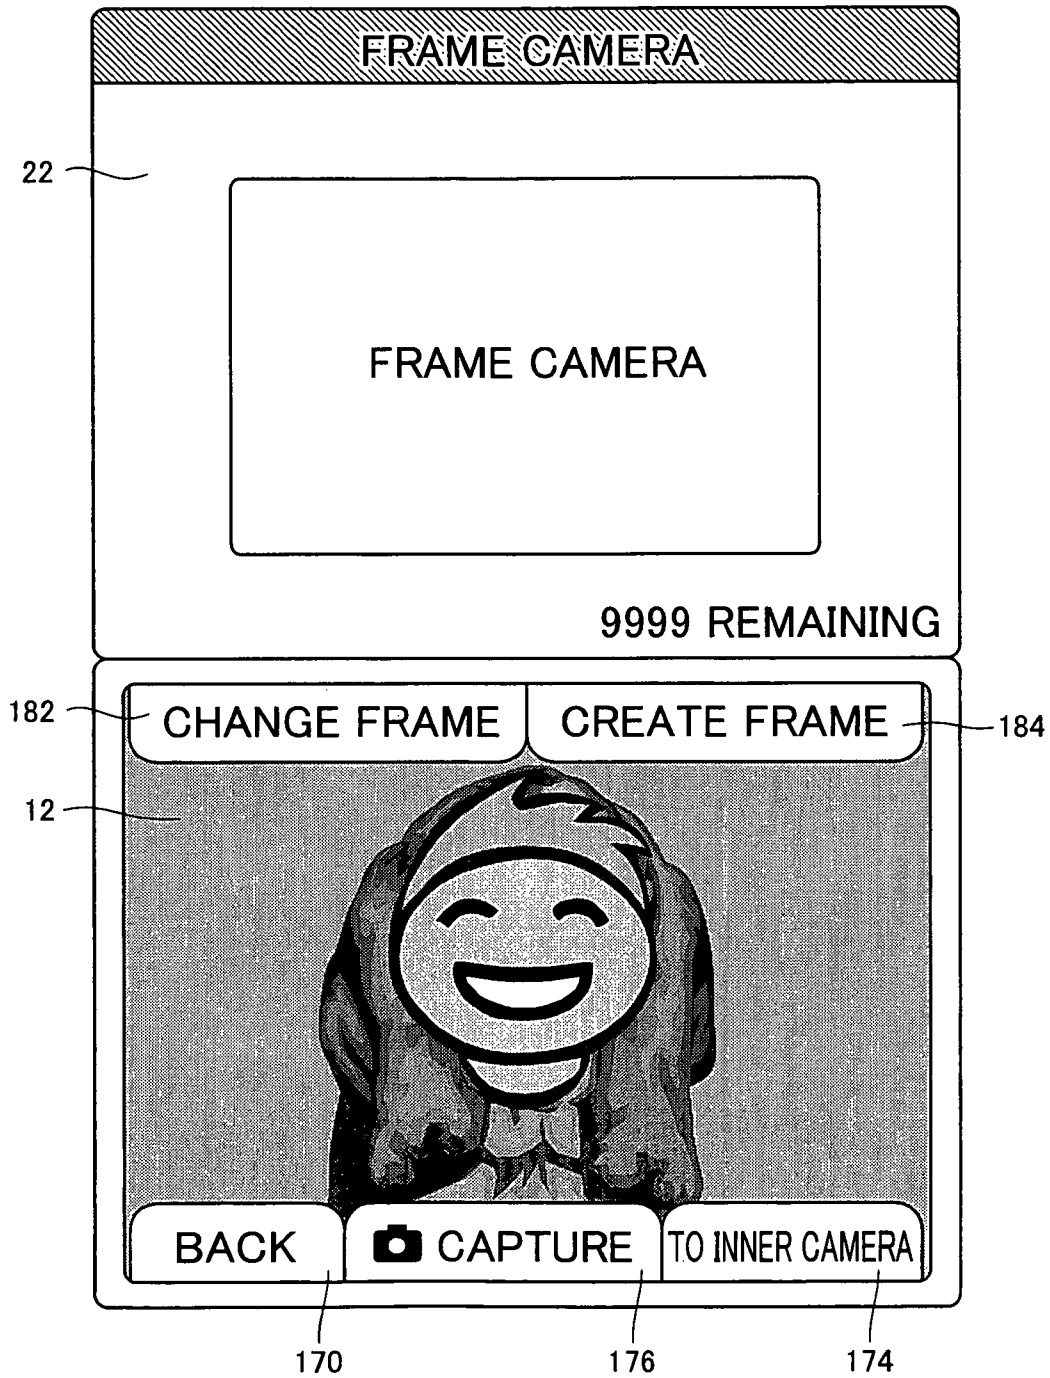 FRAME CAMERA
22
FRAME CAMERA
9999 REMAINING
182
CHANGE FRAME
CREATE FRAME
184
12
BACK
CAPTURE
TO INNER CAMERA
170
176
174